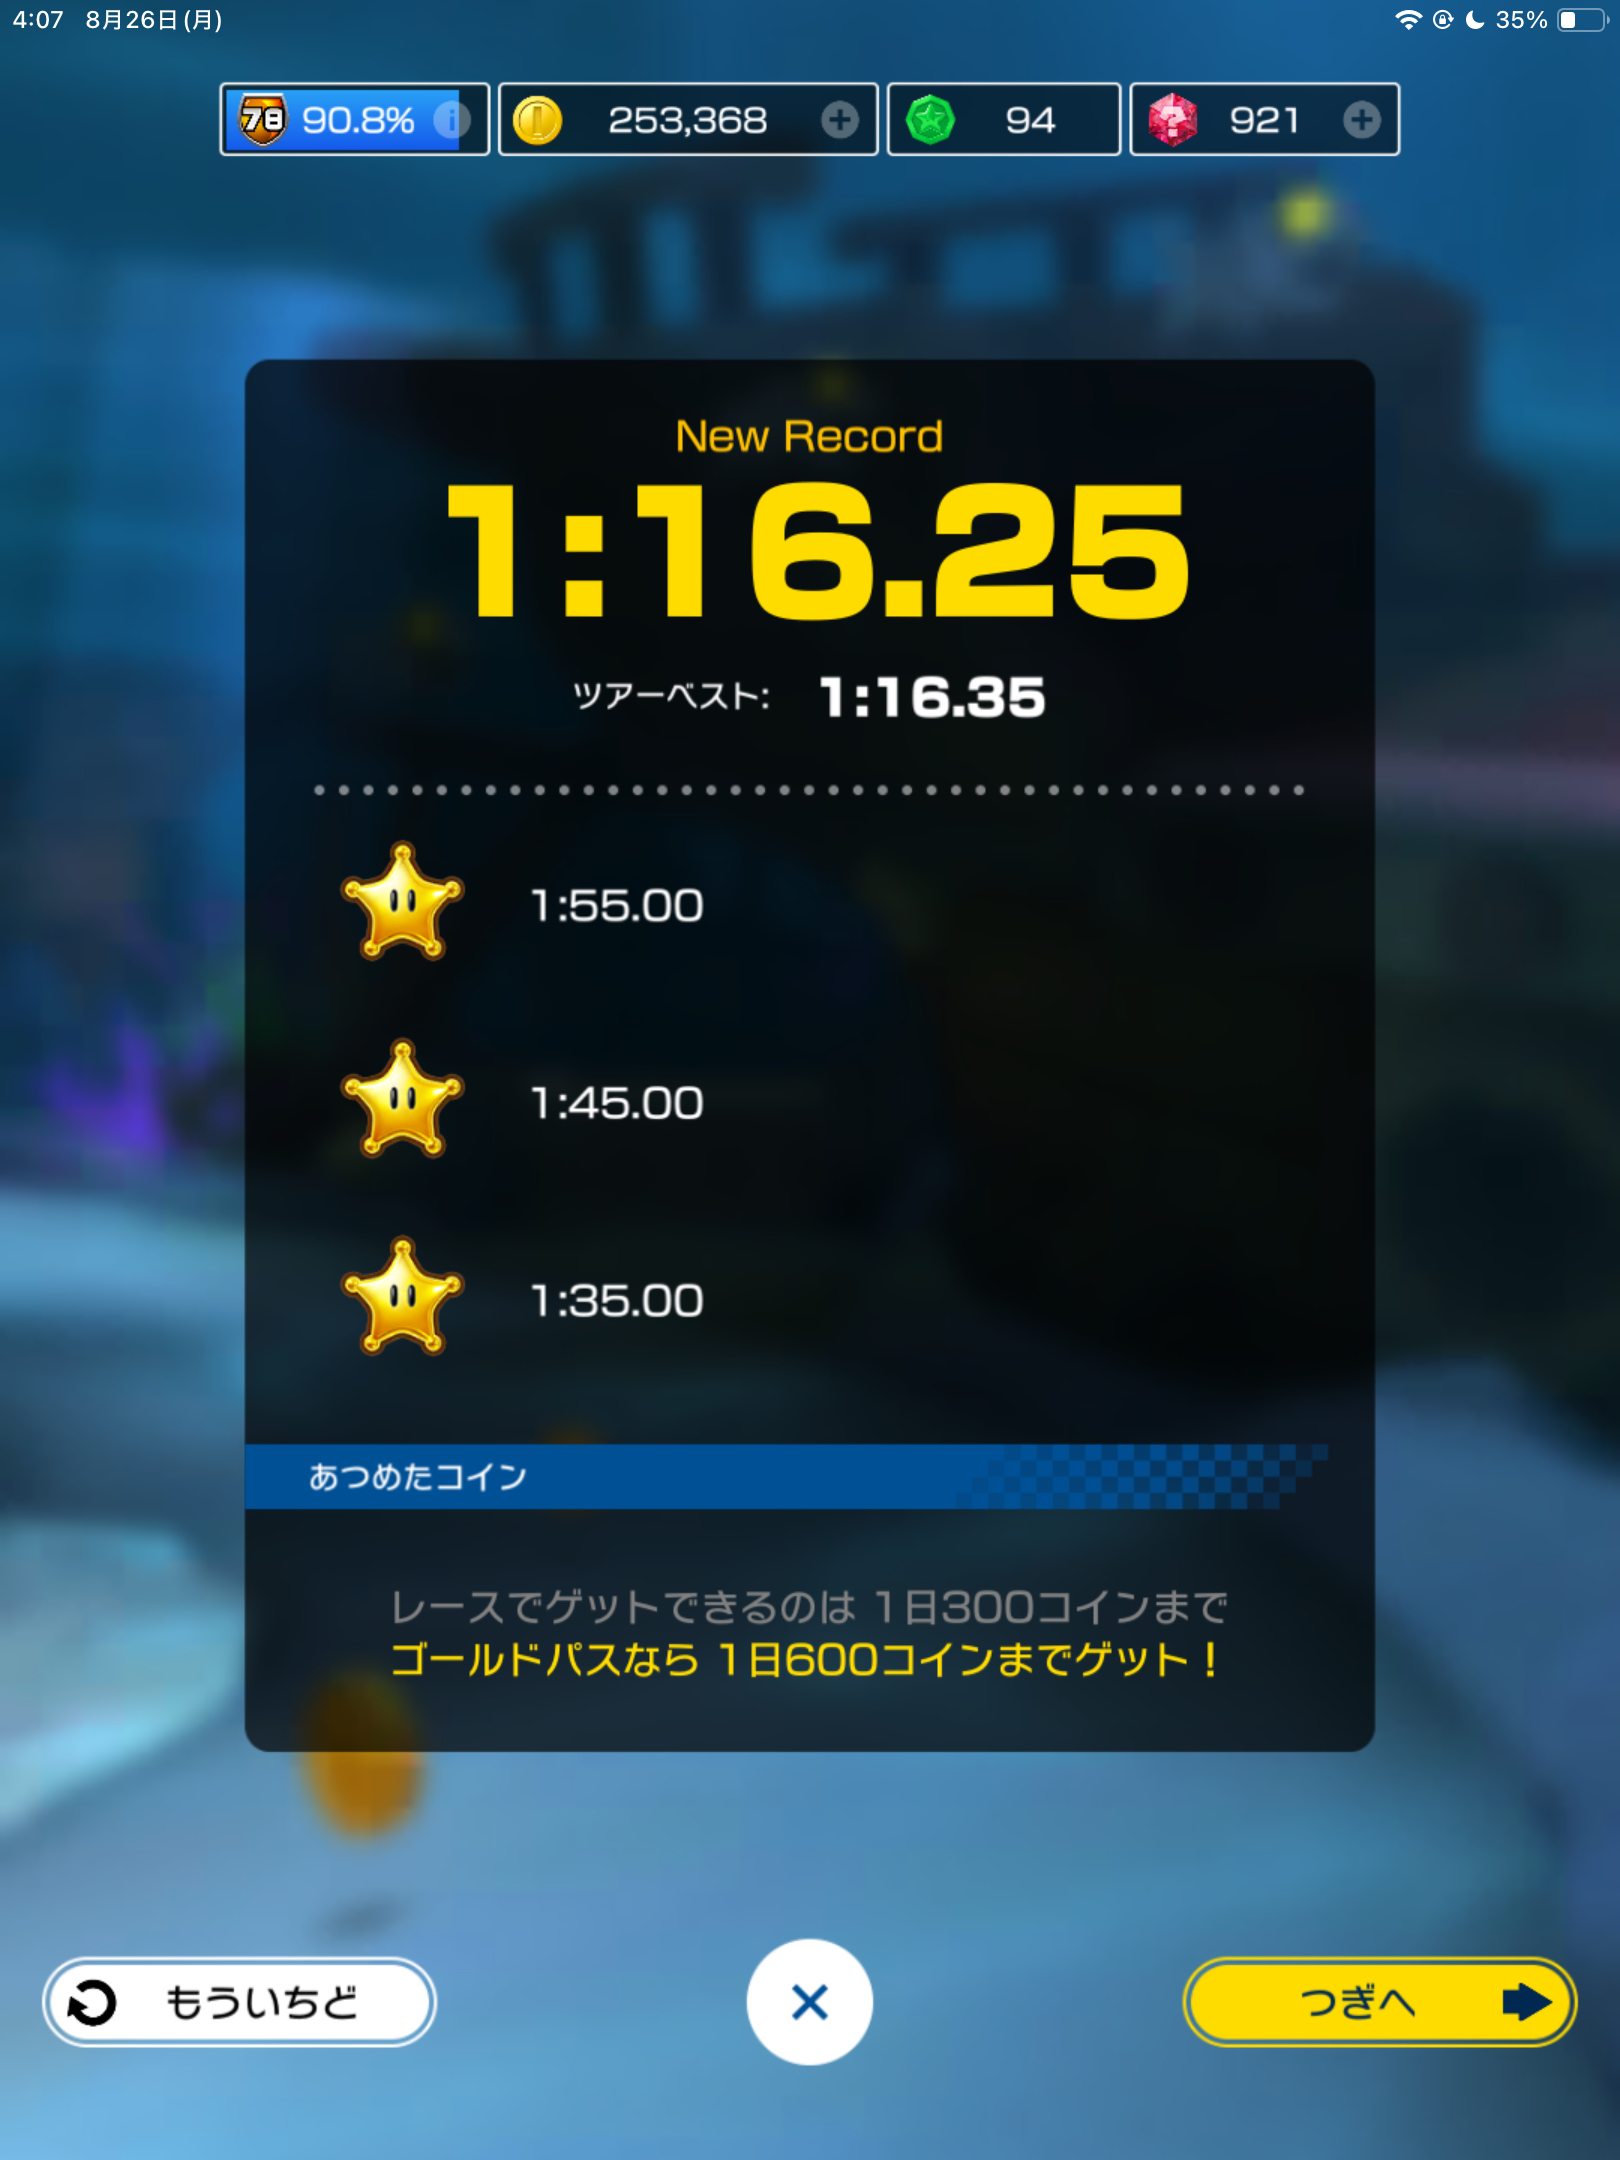 4:07 8月26日(月) 35%
78 90.8% 253,368 94 921
New Record
1:16.25
ツアーベスト: 1:16.35
1:55.00
1:45.00
1:35.00
あつめたコイン
レースでゲットできるのは 1日300コインまで
ゴールドパスなら 1日600コインまでゲット！
もういちど つぎへ